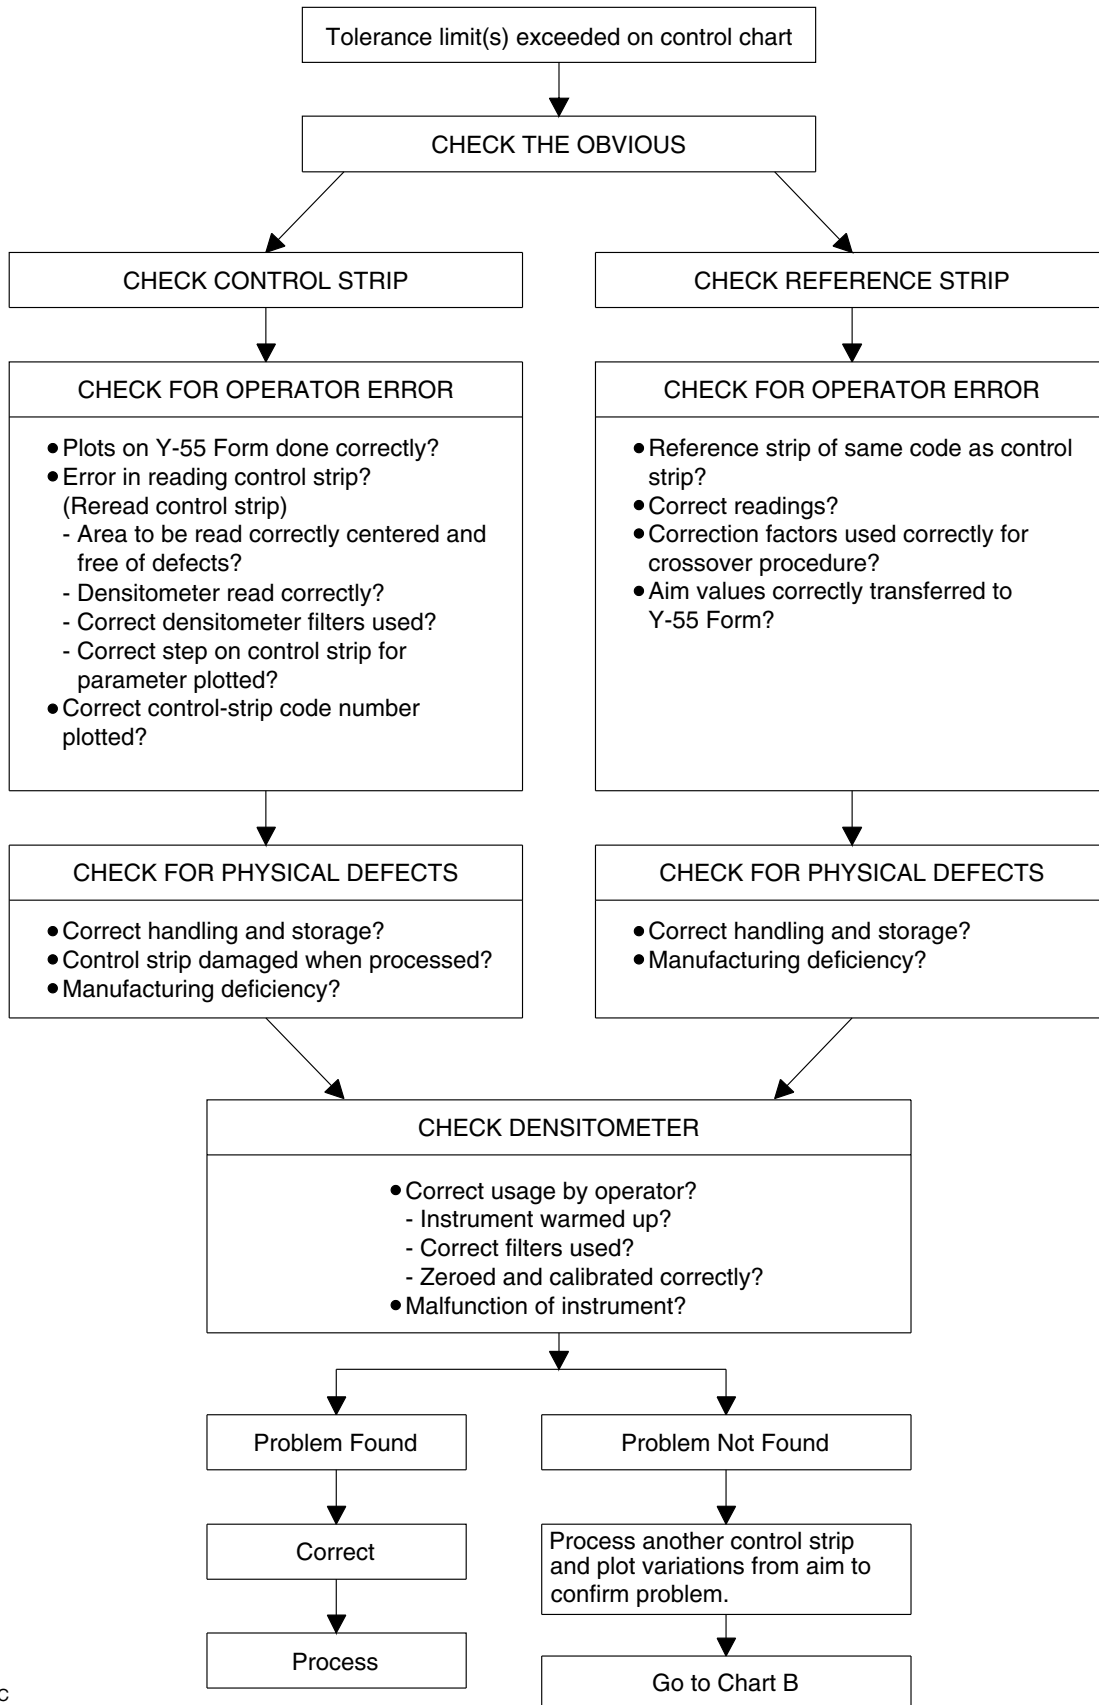 Tolerance limit(s) exceeded on control chart
CHECK THE OBVIOUS
CHECK CONTROL STRIP
CHECK REFERENCE STRIP
CHECK FOR OPERATOR ERROR
• Plots on Y-55 Form done correctly?
• Error in reading control strip?
(Reread control strip)
- Area to be read correctly centered and
free of defects?
- Densitometer read correctly?
- Correct densitometer filters used?
- Correct step on control strip for
parameter plotted?
• Correct control-strip code number
plotted?
CHECK FOR OPERATOR ERROR
• Reference strip of same code as control
strip?
• Correct readings?
• Correction factors used correctly for
crossover procedure?
• Aim values correctly transferred to
Y-55 Form?
CHECK FOR PHYSICAL DEFECTS
• Correct handling and storage?
• Control strip damaged when processed?
• Manufacturing deficiency?
CHECK FOR PHYSICAL DEFECTS
• Correct handling and storage?
• Manufacturing deficiency?
CHECK DENSITOMETER
• Correct usage by operator?
- Instrument warmed up?
- Correct filters used?
- Zeroed and calibrated correctly?
• Malfunction of instrument?
Problem Found
Problem Not Found
Correct
Process another control strip
and plot variations from aim to
confirm problem.
Process
Go to Chart B
C